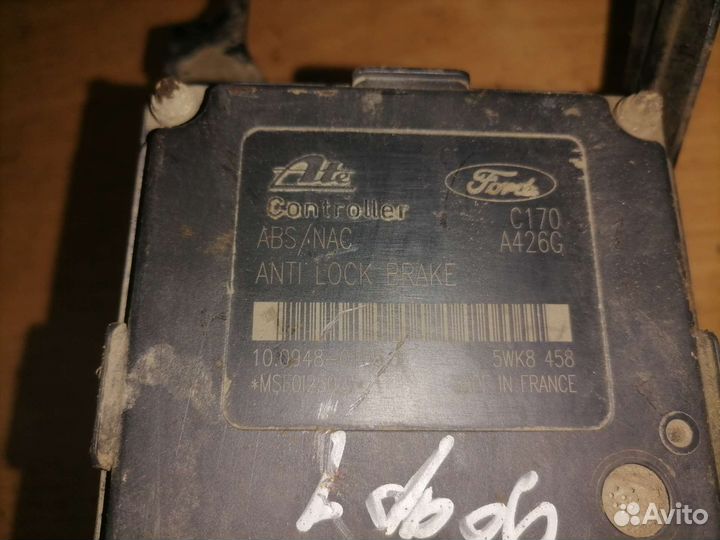 Ate
Ford
Controller
C170
ABS/NAC
A426G
ANTI LOCK BRAKE
5WK8 458
IN FRANCE
Avito